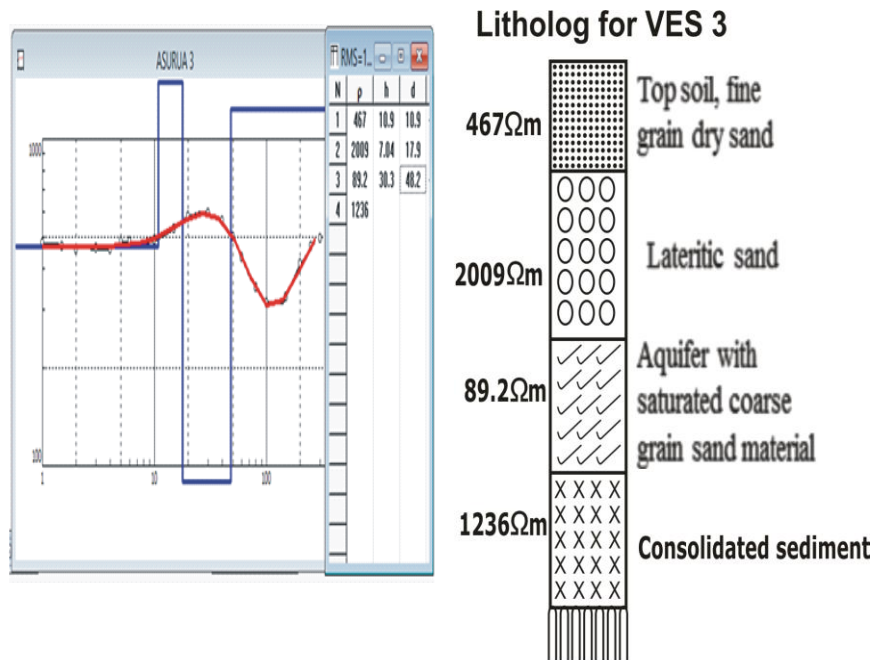 ASURUA 3
RMS=1...
N ρ h d
1 467 10.9 10.9
2 2009 7.04 17.9
3 89.2 30.3 48.2
4 1236
1000
100
1 10 100
Litholog for VES 3
467Ωm
Top soil, fine
grain dry sand
2009Ωm
Lateritic sand
89.2Ωm
Aquifer with
saturated coarse
grain sand material
1236Ωm
Consolidated sediment